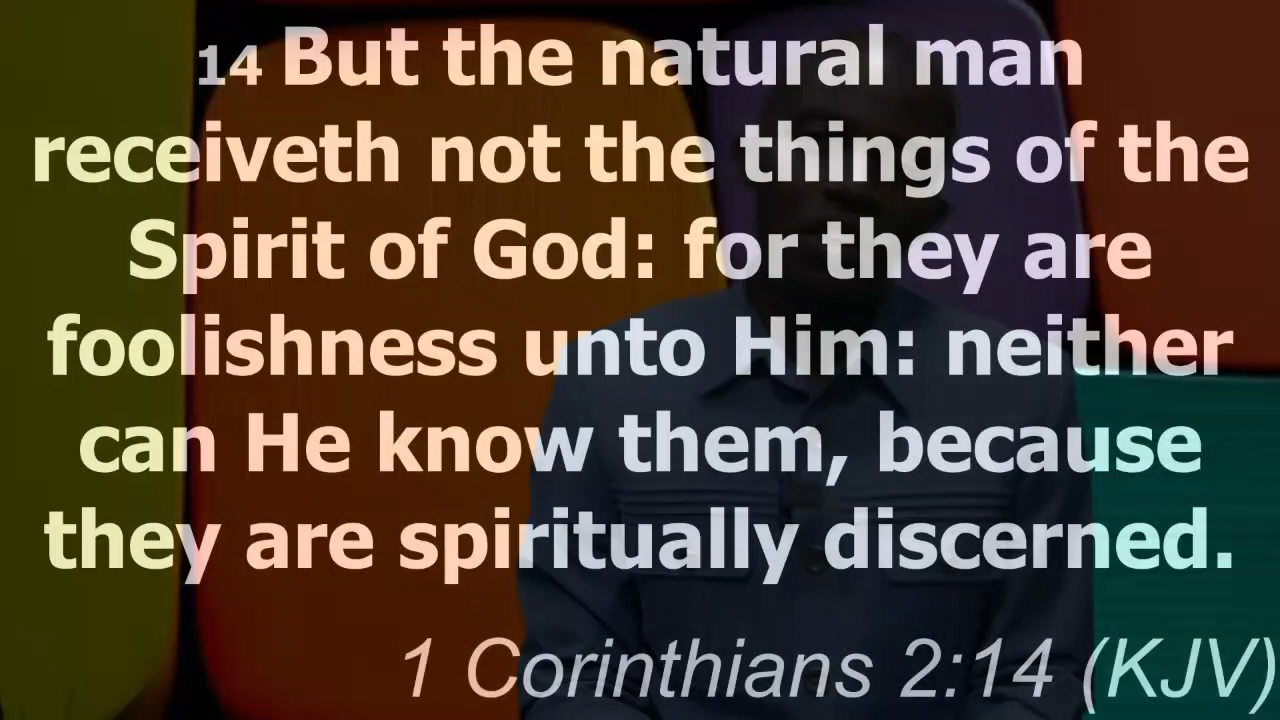 14 But the natural man
receiveth not the things of the
Spirit of God: for they are
foolishness unto Him: neither
can He know them, because
they are spiritually discerned.
1 Corinthians 2:14 (KJV)